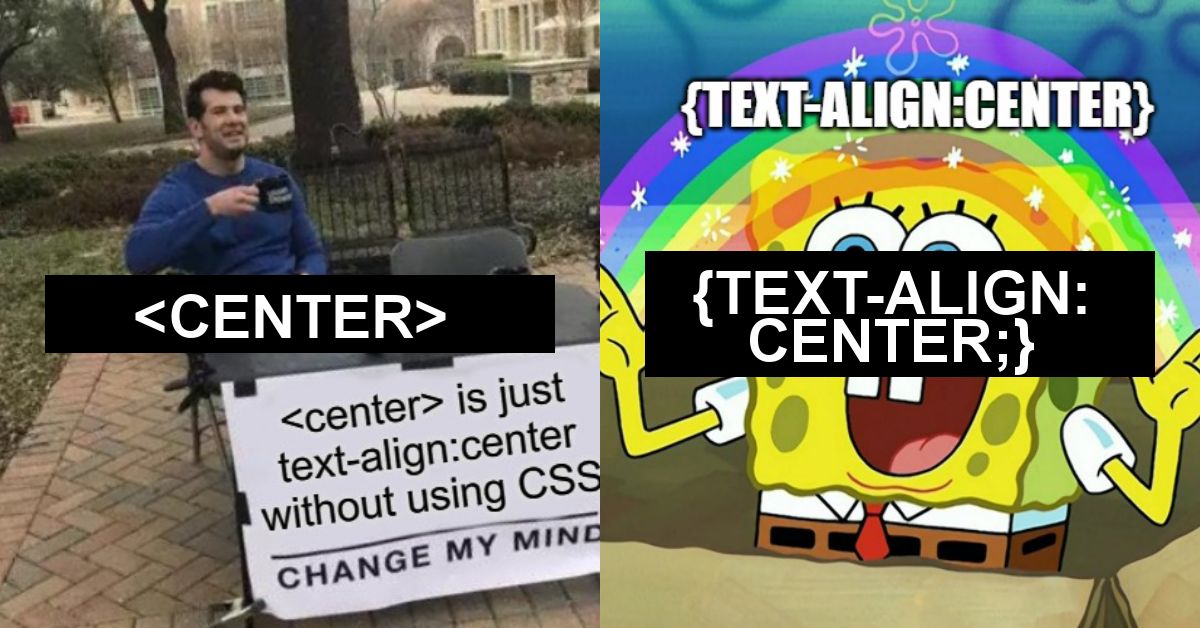 <CENTER>
<center> is just
text-align:center
without using CSS
CHANGE MY MIND
{TEXT-ALIGN:CENTER}
{TEXT-ALIGN:
CENTER;}